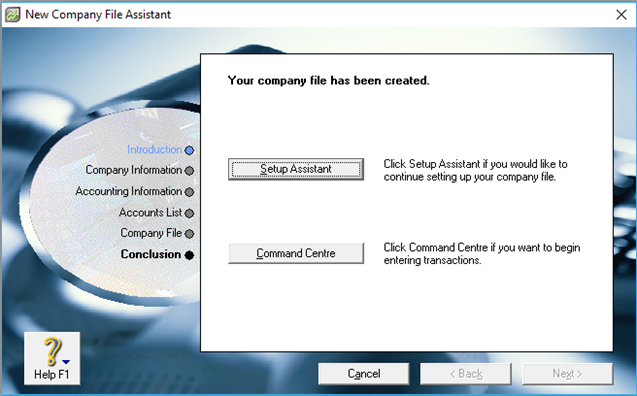 New Company File Assistant
Your company file has been created.
Introduction
Company Information
Accounting Information
Accounts List
Company File
Conclusion
Setup Assistant
Click Setup Assistant if you would like to
continue setting up your company file.
Command Centre
Click Command Centre if you want to begin
entering transactions.
Help F1
Cancel
< Back
Next >